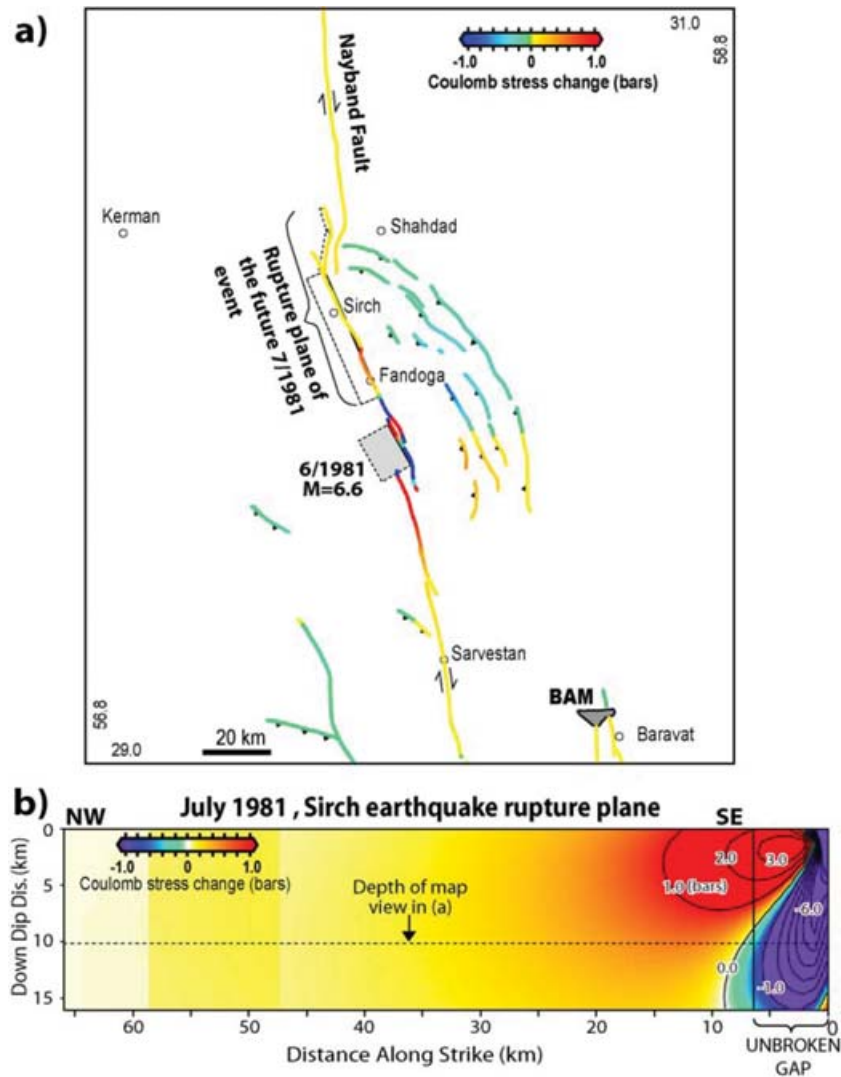 a)
31.0
58.8
-1.0 0 1.0
Coulomb stress change (bars)
Nayband Fault
Kerman
Shahdad
Rupture plane of
the future 7/1981
event
Sirch
Fandoga
6/1981
M=6.6
Sarvestan
BAM
Baravat
56.8
29.0
20 km
b)
NW
July 1981 , Sirch earthquake rupture plane
SE
-1.0 0 1.0
Coulomb stress change (bars)
Down Dip Dis. (km)
0
5
10
15
Depth of map
view in (a)
1.0 (bars)
2.0
3.0
-6.0
0.0
-1.0
60 50 40 30 20 10 0
Distance Along Strike (km)
UNBROKEN
GAP